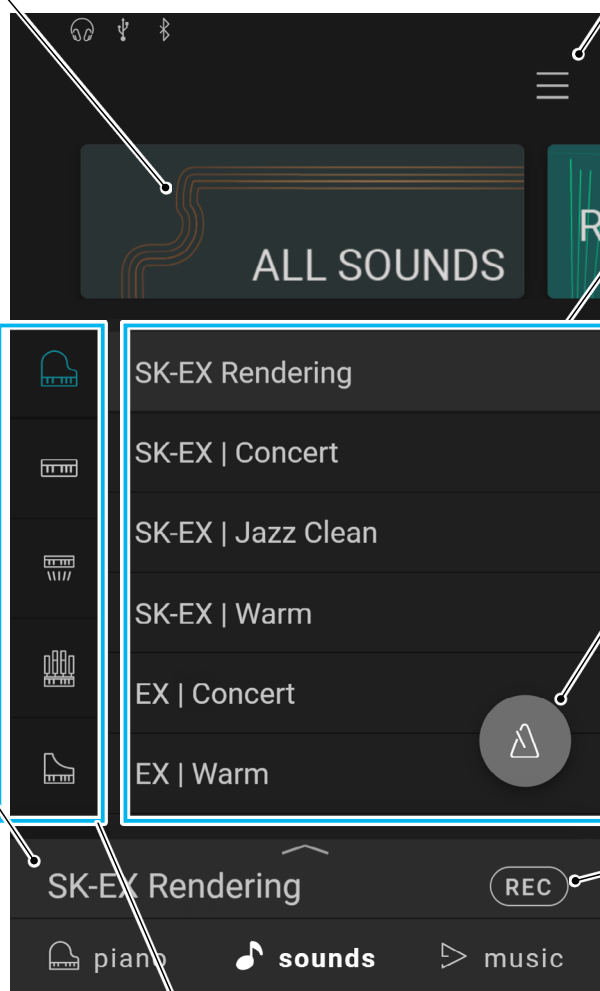 ALL SOUNDS
R
SK-EX Rendering
SK-EX | Concert
SK-EX | Jazz Clean
SK-EX | Warm
EX | Concert
EX | Warm
SK-EX Rendering
REC
piano
sounds
music